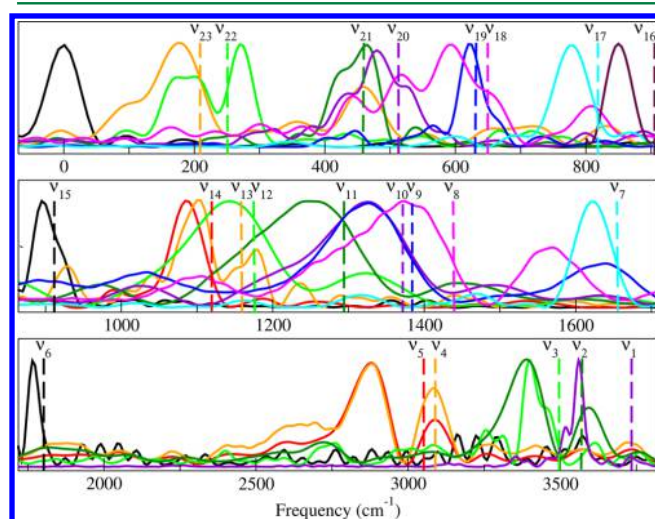 ν23 ν22 ν21 ν20 ν19 ν18 ν17 ν16
0 200 400 600 800
ν15 ν14 ν13 ν12 ν11 ν10 ν9 ν8 ν7
1000 1200 1400 1600
ν6 ν5 ν4 ν3 ν2 ν1
2000 2500 3000 3500
Frequency (cm⁻¹)